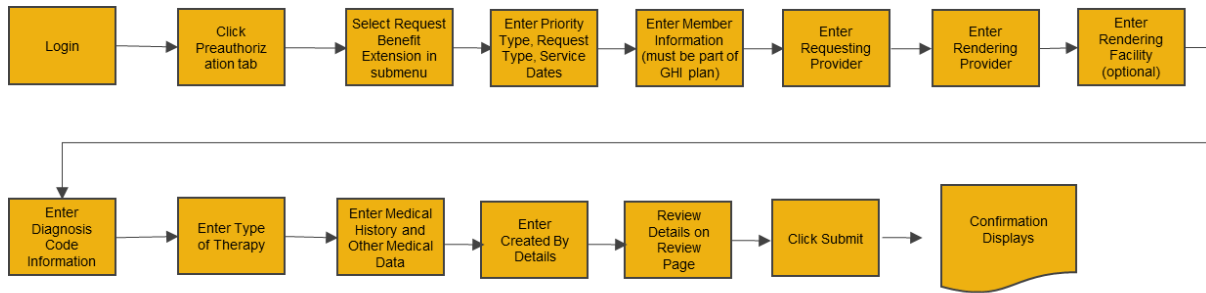 Login
Click
Preauthoriz
ation tab
Select Request
Benefit
Extension in
submenu
Enter Priority
Type, Request
Type, Service
Dates
Enter Member
Information
(must be part of
GHI plan)
Enter
Requesting
Provider
Enter
Rendering
Provider
Enter
Rendering
Facility
(optional)
Enter
Diagnosis
Code
Information
Enter Type
of Therapy
Enter Medical
History and
Other Medical
Data
Enter
Created By
Details
Review
Details on
Review
Page
Click Submit
Confirmation
Displays